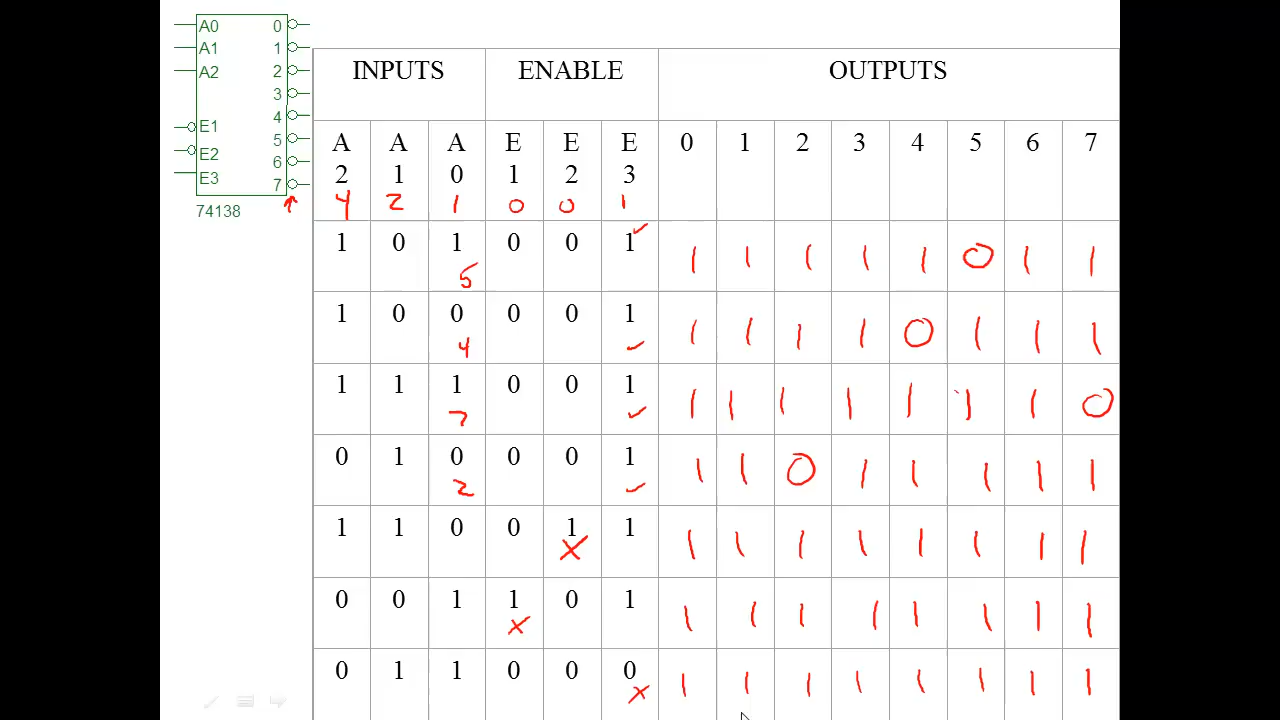 A0 0
A1 1
A2 2
3
4
E1 5
E2 6
E3 7
74138
INPUTS ENABLE OUTPUTS
A A A E E E 0 1 2 3 4 5 6 7
2 1 0 1 2 3
4 2 1 0 0 1
1 0 1 0 0 1 1 1 1 1 1 0 1 1
5
1 0 0 0 0 1 1 1 1 1 0 1 1 1
4
1 1 1 0 0 1 1 1 1 1 1 1 1 0
7
0 1 0 0 0 1 1 1 0 1 1 1 1 1
2
1 1 0 0 1 1 1 1 1 1 1 1 1 1
x
0 0 1 1 0 1 1 1 1 1 1 1 1 1
x
0 1 1 0 0 0 1 1 1 1 1 1 1 1
x